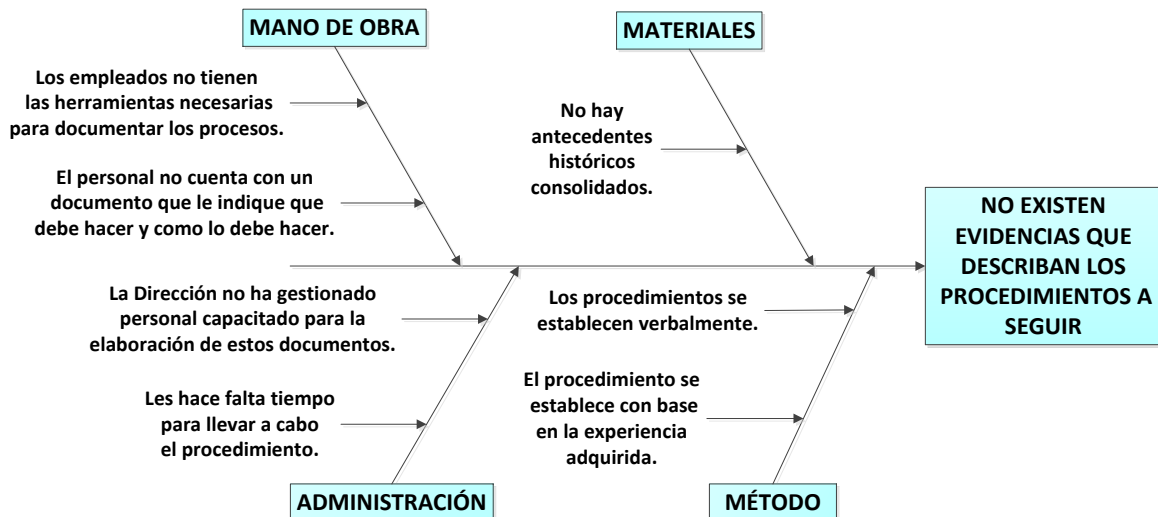 MANO DE OBRA
MATERIALES
Los empleados no tienen
las herramientas necesarias
para documentar los procesos.
El personal no cuenta con un
documento que le indique que
debe hacer y como lo debe hacer.
No hay
antecedentes
históricos
consolidados.
NO EXISTEN
EVIDENCIAS QUE
DESCRIBAN LOS
PROCEDIMIENTOS A
SEGUIR
La Dirección no ha gestionado
personal capacitado para la
elaboración de estos documentos.
Les hace falta tiempo
para llevar a cabo
el procedimiento.
Los procedimientos se
establecen verbalmente.
El procedimiento se
establece con base
en la experiencia
adquirida.
ADMINISTRACIÓN
MÉTODO